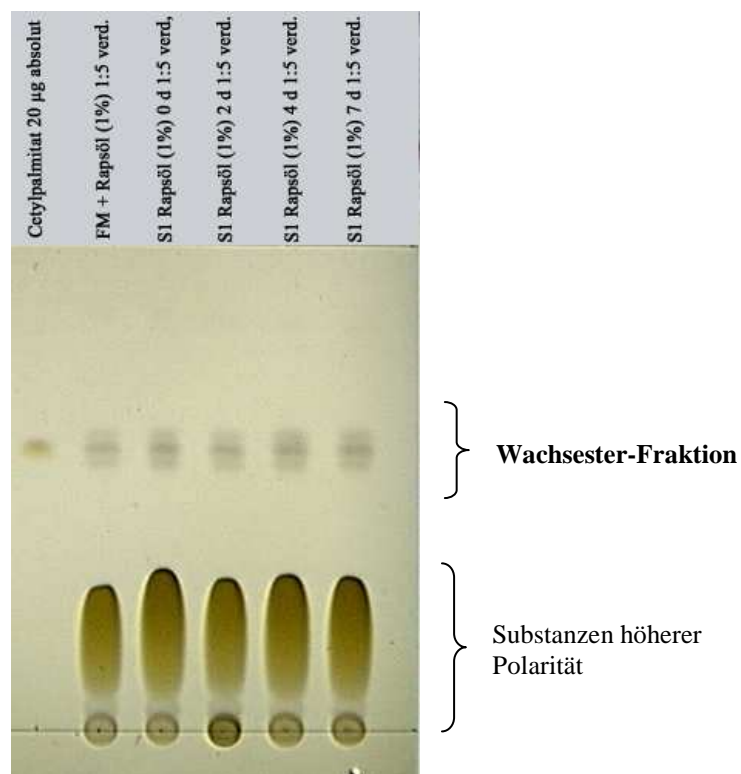 Cetylpalmitat 20 µg absolut
FM + Rapsöl (1%) 1:5 verd.
S1 Rapsöl (1%) 0 d 1:5 verd,
S1 Rapsöl (1%) 2 d 1:5 verd.
S1 Rapsöl (1%) 4 d 1:5 verd.
S1 Rapsöl (1%) 7 d 1:5 verd.
Wachsester-Fraktion
Substanzen höherer
Polarität